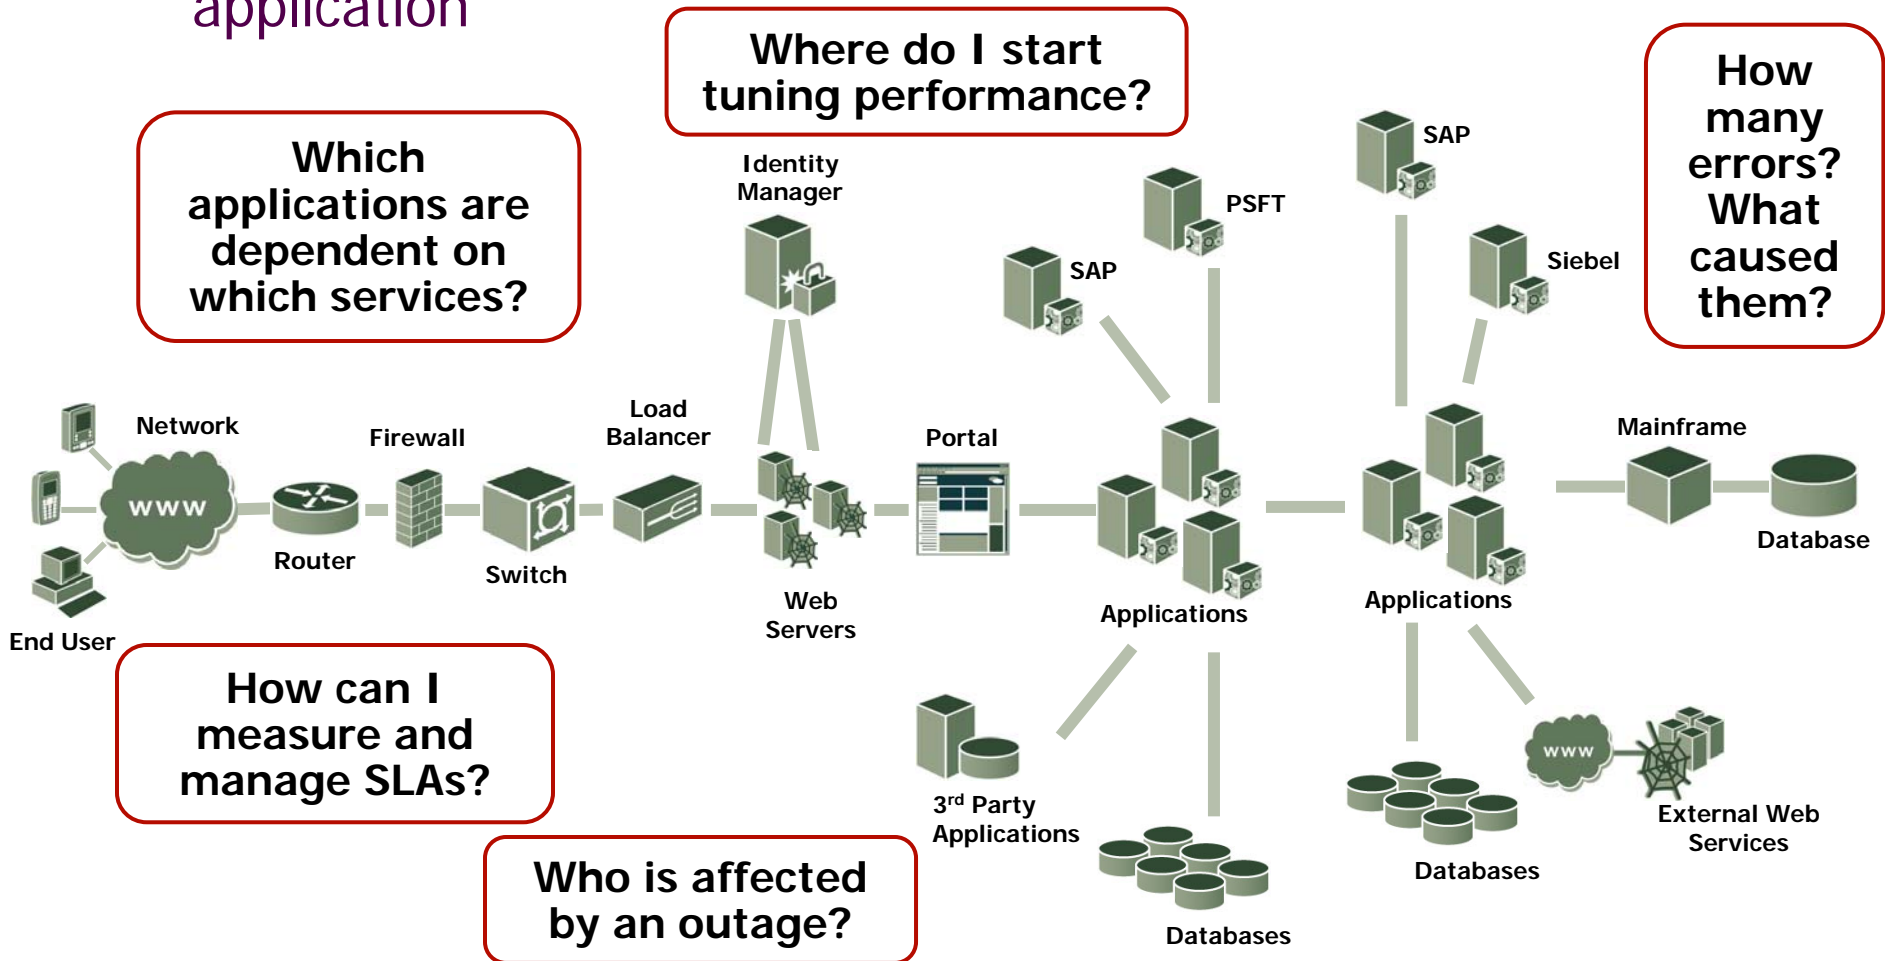 application
Where do I start
tuning performance?
How
many
errors?
What
caused
them?
Which
applications are
dependent on
which services?
Identity
Manager
SAP
PSFT
SAP
Siebel
Network
Firewall
Load
Balancer
Portal
Mainframe
www
Router
Switch
Web
Servers
Applications
Applications
Database
End User
How can I
measure and
manage SLAs?
www
3rd Party
Applications
External Web
Services
Databases
Databases
Who is affected
by an outage?